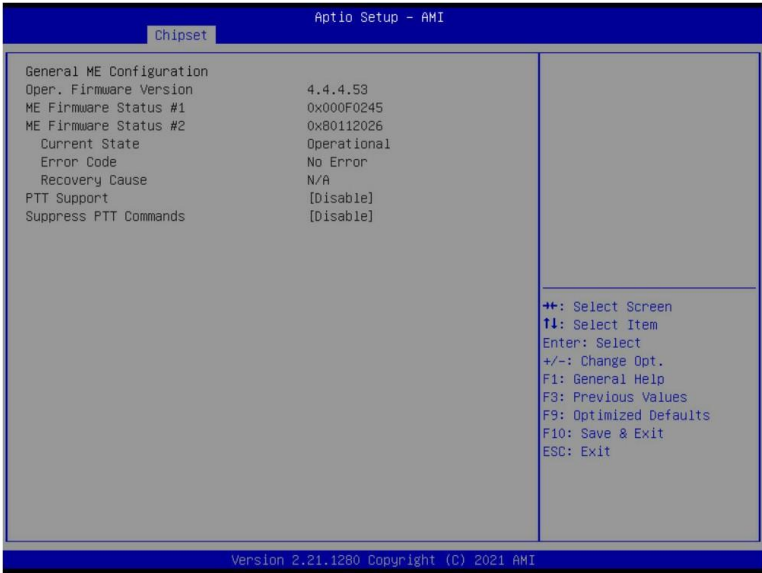 Aptio Setup – AMI
Chipset
General ME Configuration
Oper. Firmware Version 4.4.4.53
ME Firmware Status #1 0x000F0245
ME Firmware Status #2 0x80112026
Current State Operational
Error Code No Error
Recovery Cause N/A
PTT Support [Disable]
Suppress PTT Commands [Disable]
→←: Select Screen
↑↓: Select Item
Enter: Select
+/-: Change Opt.
F1: General Help
F3: Previous Values
F9: Optimized Defaults
F10: Save & Exit
ESC: Exit
Version 2.21.1280 Copyright (C) 2021 AMI